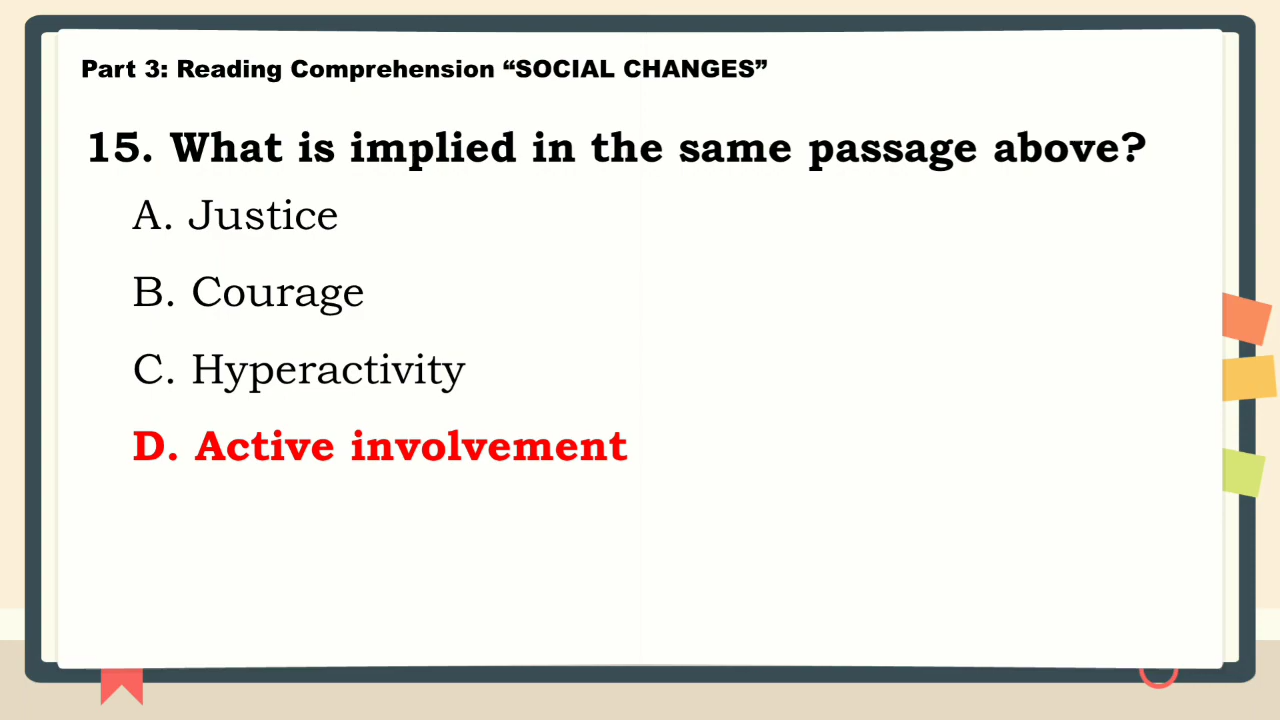 Part 3: Reading Comprehension “SOCIAL CHANGES”
15. What is implied in the same passage above?
A. Justice
B. Courage
C. Hyperactivity
D. Active involvement